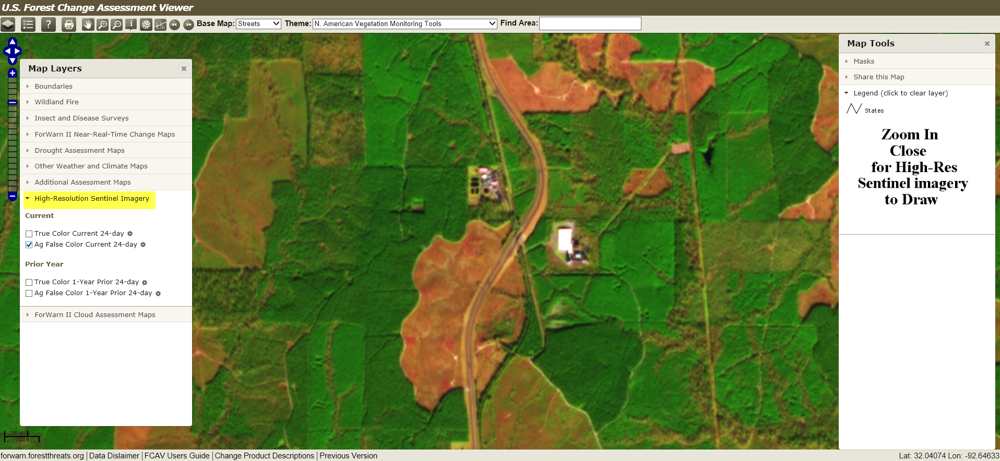 U.S. Forest Change Assessment Viewer
Base Map: Streets Theme: N. American Vegetation Monitoring Tools Find Area:
Map Layers
Boundaries
Wildland Fire
Insect and Disease Surveys
ForWarn II Near-Real-Time Change Maps
Drought Assessment Maps
Other Weather and Climate Maps
Additional Assessment Maps
High-Resolution Sentinel Imagery
Current
True Color Current 24-day
Ag False Color Current 24-day
Prior Year
True Color 1-Year Prior 24-day
Ag False Color 1-Year Prior 24-day
ForWarn II Cloud Assessment Maps
Map Tools
Masks
Share this Map
Legend (click to clear layer)
States
Zoom In
Close
for High-Res
Sentinel imagery
to Draw
200 m
1000 ft
forwarn.forestthreats.org | Data Dislaimer | FCAV Users Guide | Change Product Descriptions | Previous Version
Lat: 32.04074 Lon: -92.64633